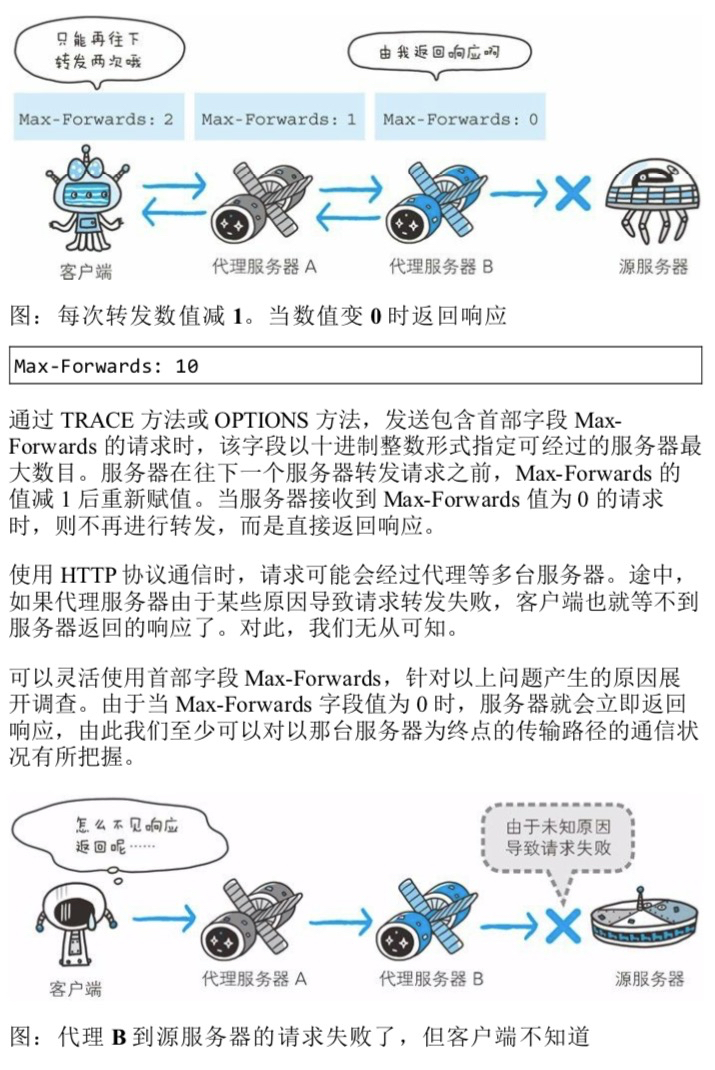 只能再往下
转发两次哦
由我返回响应啊
Max-Forwards: 2
Max-Forwards: 1
Max-Forwards: 0
客户端
代理服务器 A
代理服务器 B
源服务器
图：每次转发数值减 1。当数值变 0 时返回响应
Max-Forwards: 10
通过 TRACE 方法或 OPTIONS 方法，发送包含首部字段 Max-
Forwards 的请求时，该字段以十进制整数形式指定可经过的服务器最
大数目。服务器在往下一个服务器转发请求之前，Max-Forwards 的
值减 1 后重新赋值。当服务器接收到 Max-Forwards 值为 0 的请求
时，则不再进行转发，而是直接返回响应。
使用 HTTP 协议通信时，请求可能会经过代理等多台服务器。途中，
如果代理服务器由于某些原因导致请求转发失败，客户端也就等不到
服务器返回的响应了。对此，我们无从可知。
可以灵活使用首部字段 Max-Forwards，针对以上问题产生的原因展
开调查。由于当 Max-Forwards 字段值为 0 时，服务器就会立即返回
响应，由此我们至少可以对以那台服务器为终点的传输路径的通信状
况有所把握。
怎么不见响应
返回呢……
由于未知原因
导致请求失败
客户端
代理服务器 A
代理服务器 B
源服务器
图：代理 B 到源服务器的请求失败了，但客户端不知道